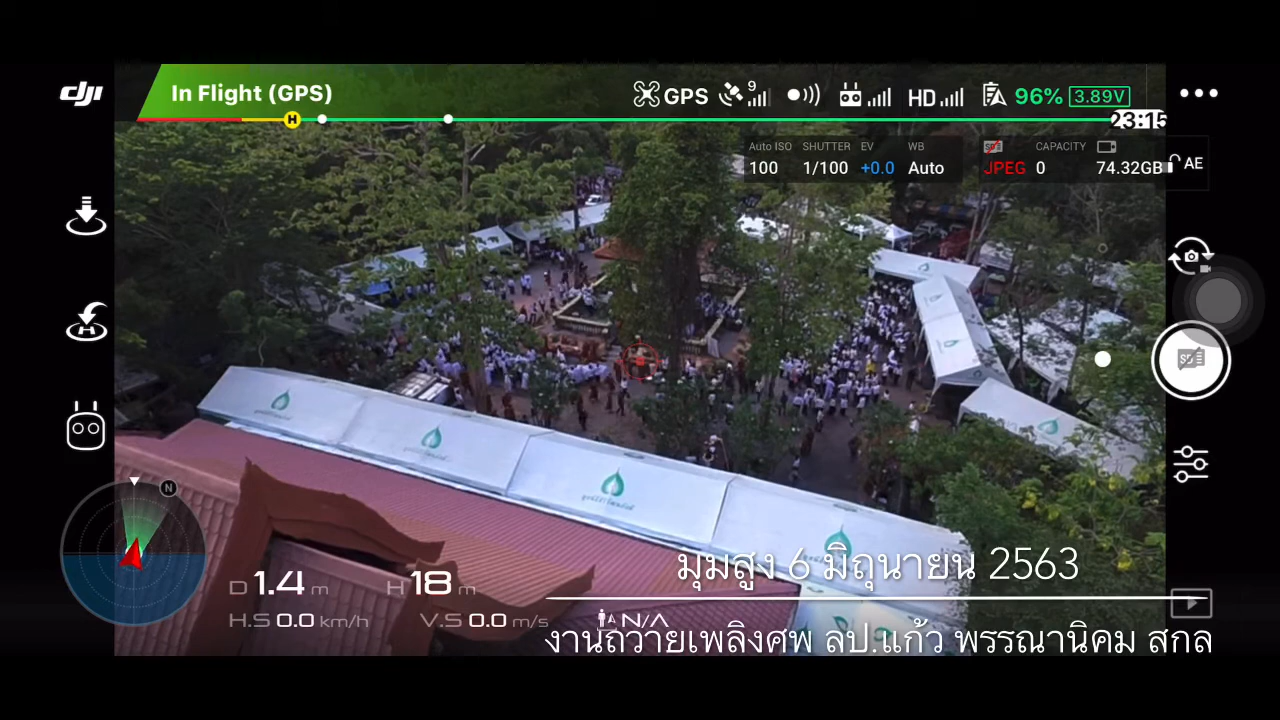 dji
In Flight (GPS)
GPS
9
HD
96%
3.89V
H
23:15
Auto ISO
100
SHUTTER
1/100
EV
+0.0
WB
Auto
JPEG
CAPACITY
0
74.32GB
AE
N
D 1.4 m
H 18 m
H.S 0.0 km/h
V.S 0.0 m/s
N/A
มุมสูง 6 มิถุนายน 2563
งานถวายเพลิงศพ ลป.แก้ว พรรณานิคม สกล